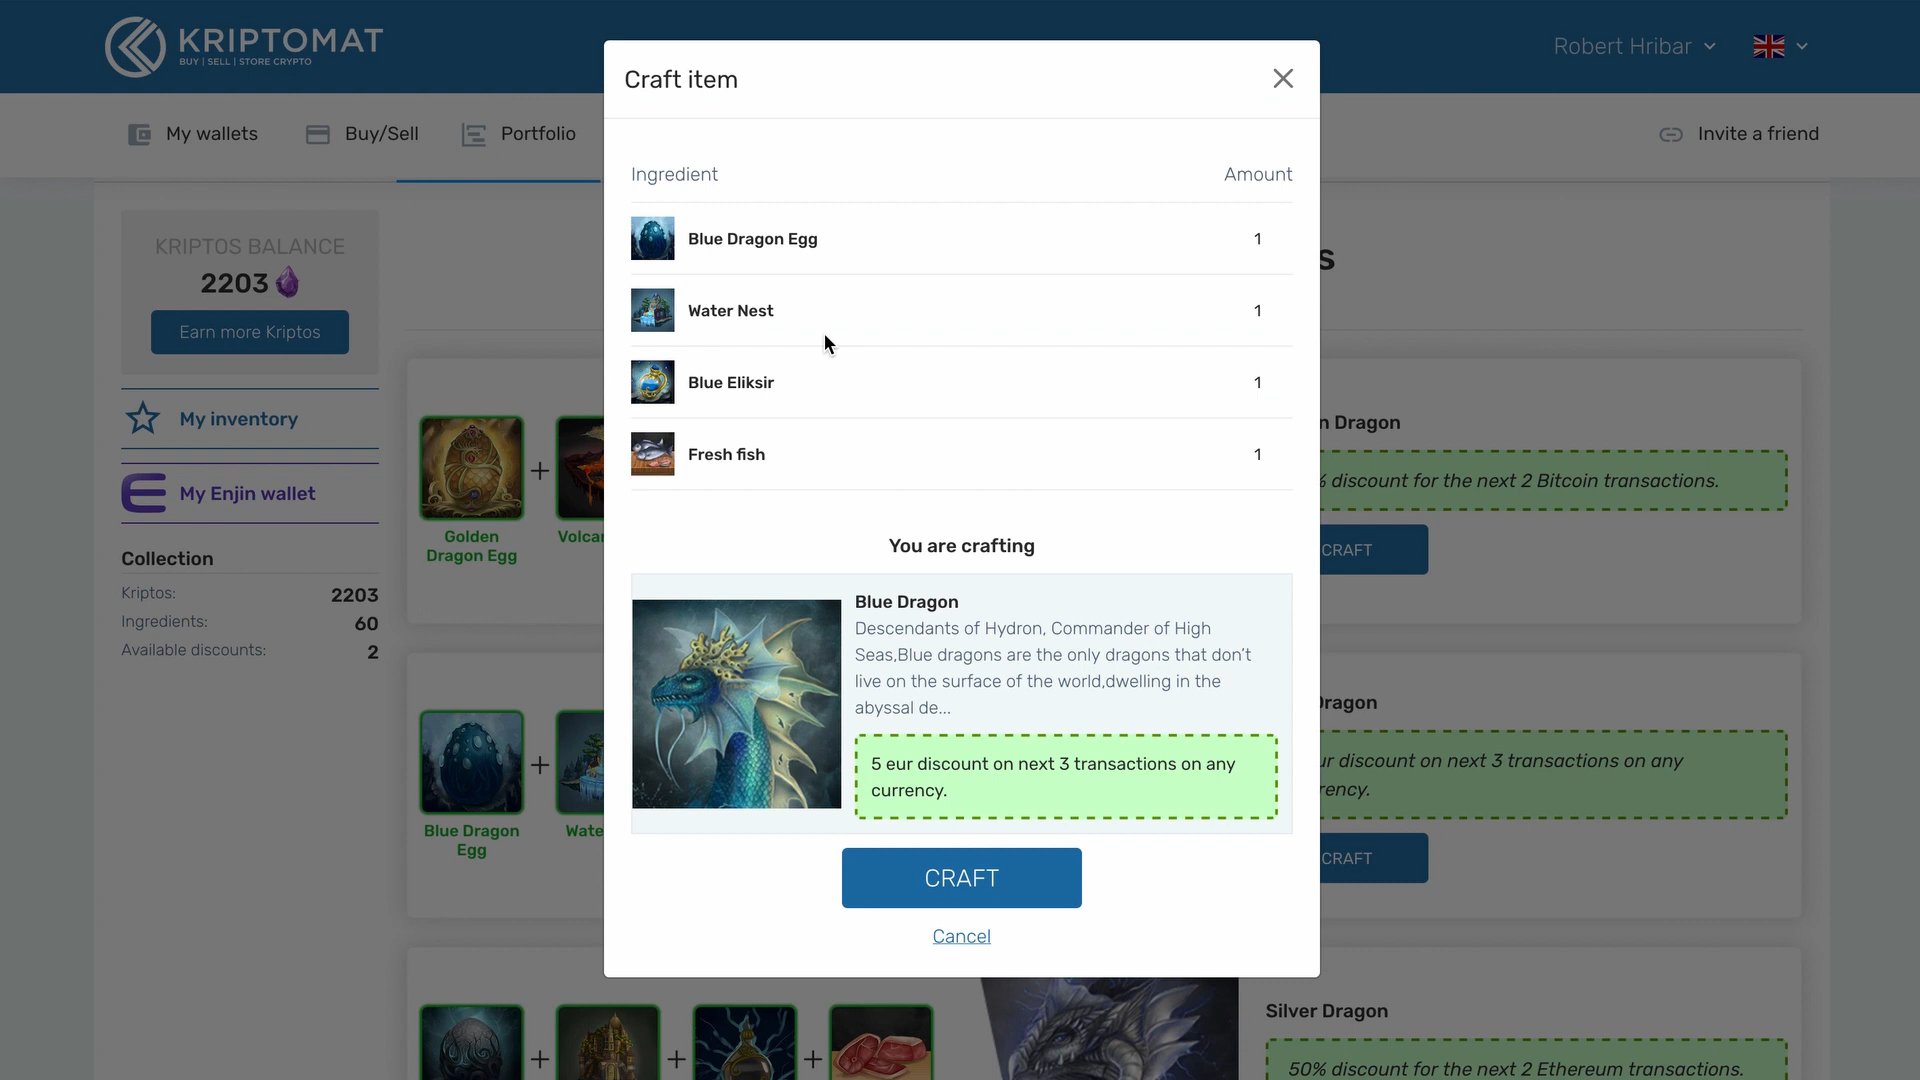 KRIPTOMAT
BUY | SELL | STORE CRYPTO
Robert Hribar
My wallets
Buy/Sell
Portfolio
Invite a friend
KRIPTOS BALANCE
2203
Earn more Kriptos
My inventory
My Enjin wallet
Collection
Kriptos: 2203
Ingredients: 60
Available discounts: 2
Craft item
Ingredient Amount
Blue Dragon Egg 1
Water Nest 1
Blue Eliksir 1
Fresh fish 1
You are crafting
Blue Dragon
Descendants of Hydron, Commander of High
Seas,Blue dragons are the only dragons that don't
live on the surface of the world,dwelling in the
abyssal de...
5 eur discount on next 3 transactions on any
currency.
CRAFT
Cancel
s
+
Golden
Dragon Egg
Volcan
n Dragon
% discount for the next 2 Bitcoin transactions.
CRAFT
+
Blue Dragon
Egg
Wate
Dragon
ur discount on next 3 transactions on any
rency.
CRAFT
+ + +
Silver Dragon
50% discount for the next 2 Ethereum transactions.